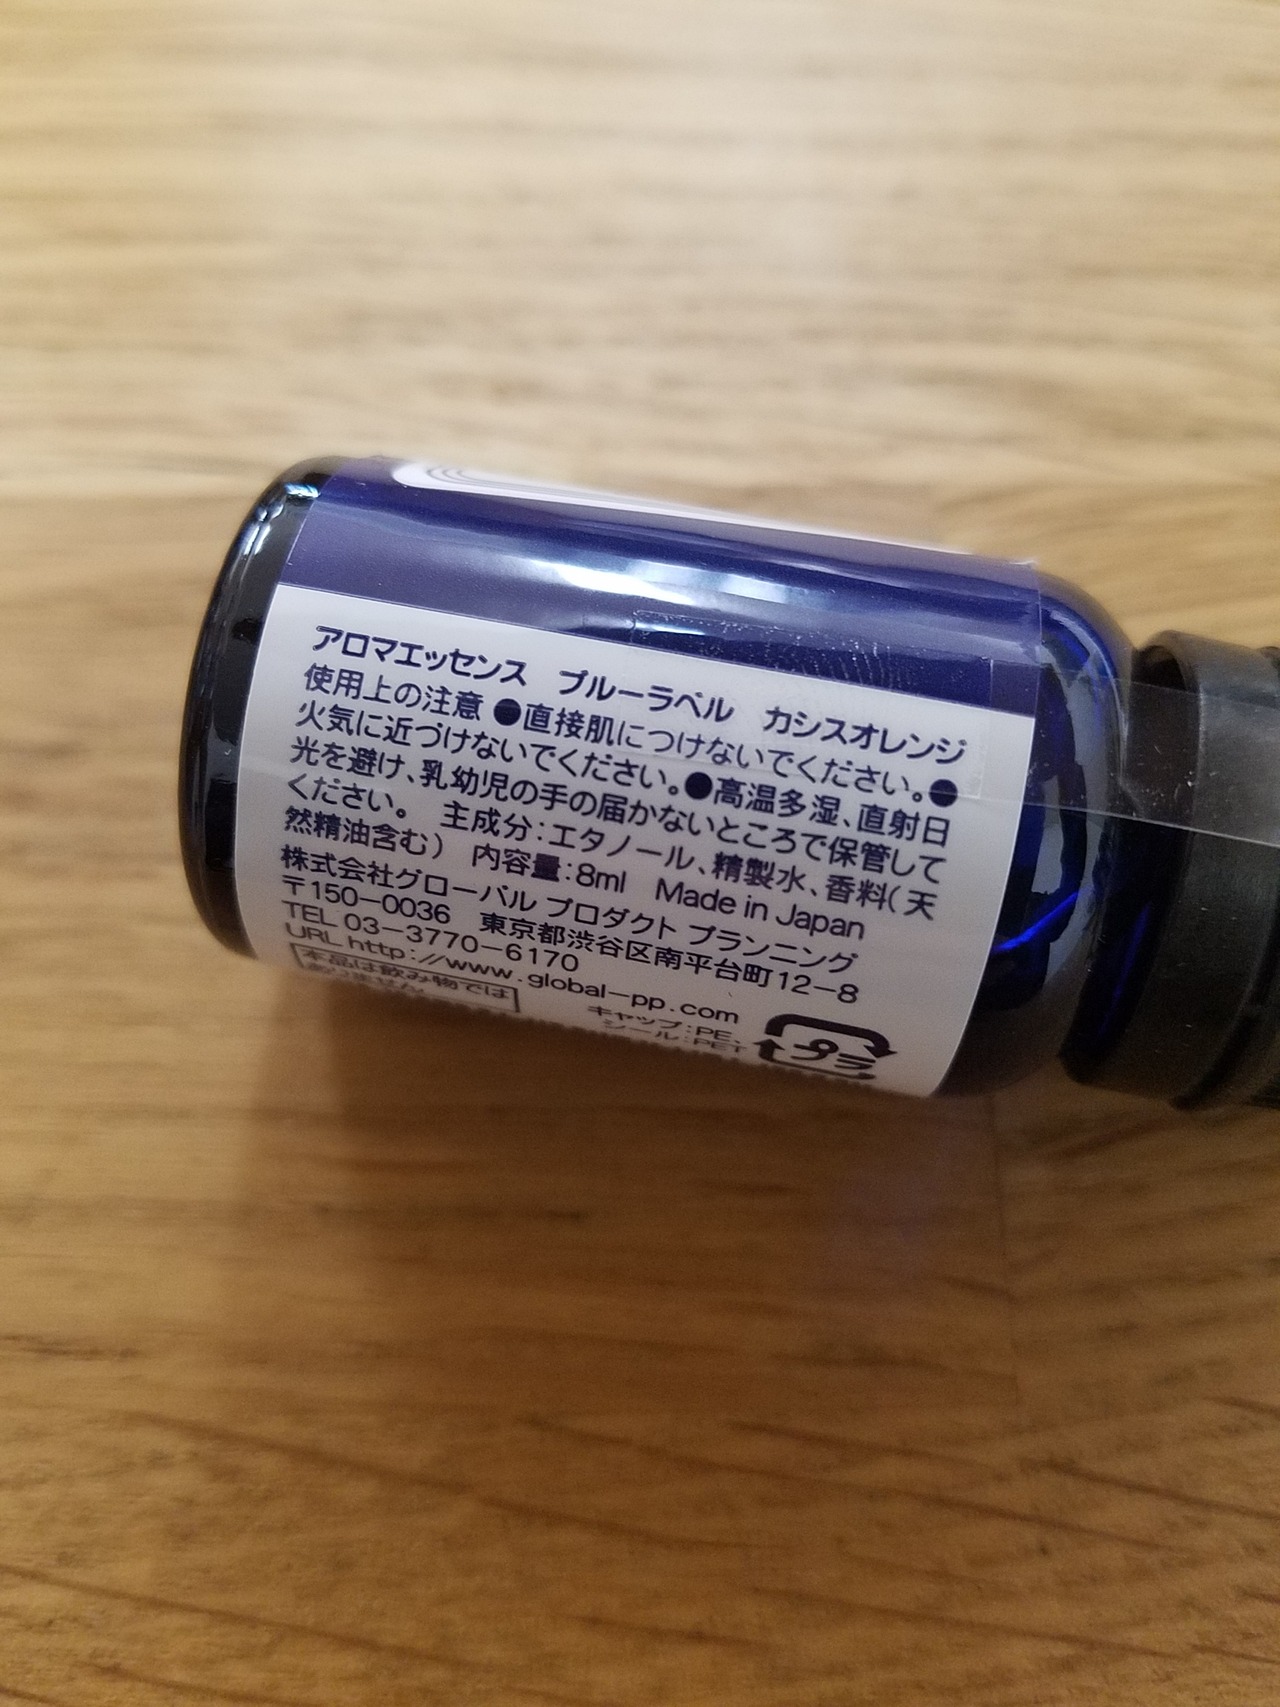 アロマエッセンス ブルーラベル カシスオレンジ
使用上の注意 ●直接肌につけないでください。●
火気に近づけないでください。●高温多湿、直射日
光を避け、乳幼児の手の届かないところで保管して
ください。 主成分:エタノール、精製水、香料(天
然精油含む) 内容量:8ml Made in Japan
株式会社グローバル プロダクト プランニング
〒150-0036 東京都渋谷区南平台町12-8
TEL 03-3770-6170
URL http://www.global-pp.com
本品は飲み物では
ありません
キャップ:PE、
シール:PET
プラ